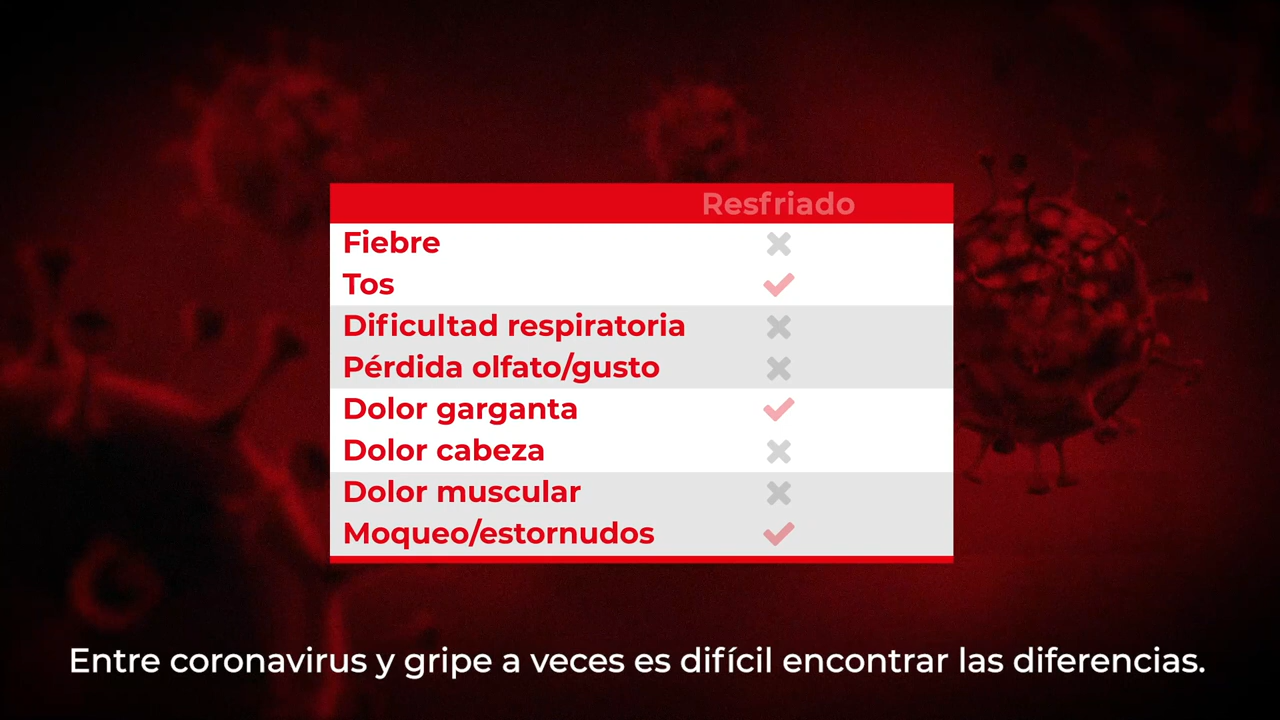 Resfriado
Fiebre
Tos
Dificultad respiratoria
Pérdida olfato/gusto
Dolor garganta
Dolor cabeza
Dolor muscular
Moqueo/estornudos
Entre coronavirus y gripe a veces es difícil encontrar las diferencias.